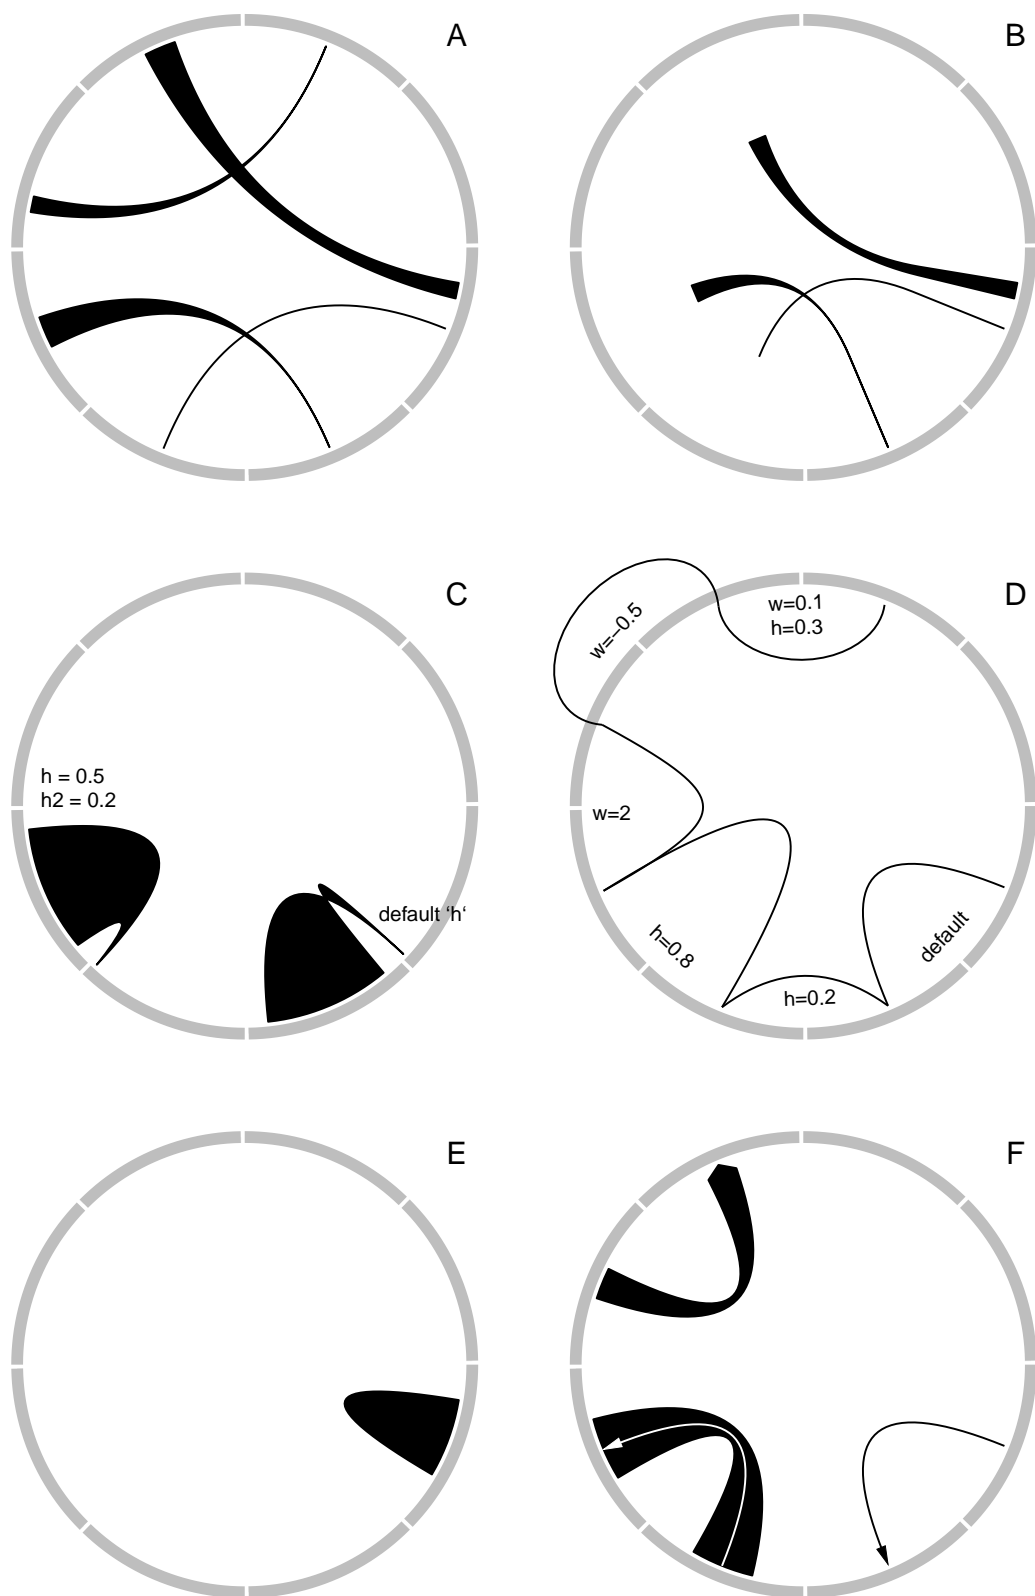 A
B
C
h = 0.5
h2 = 0.2
default ‘h‘
D
w=−0.5
w=0.1
h=0.3
w=2
h=0.8
h=0.2
default
E
F